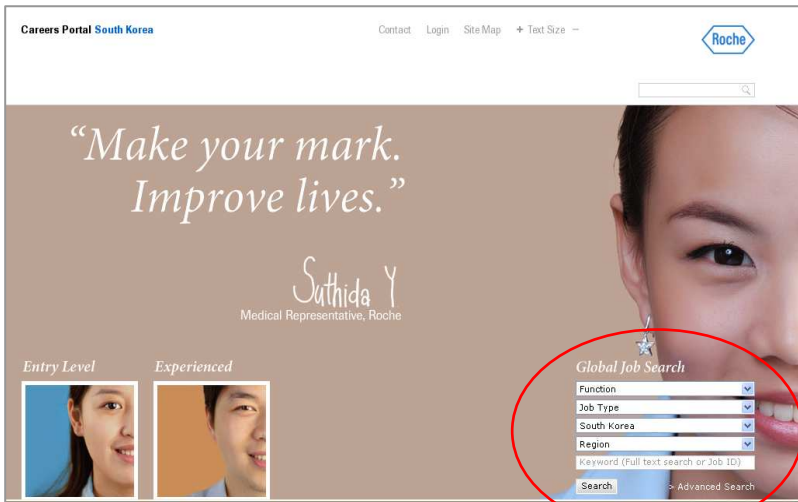 Careers Portal South Korea
Contact Login Site Map + Text Size −
Roche
“Make your mark.
Improve lives.”
Suthida Y
Medical Representative, Roche
Entry Level
Experienced
Global Job Search
Function
Job Type
South Korea
Region
Keyword (Full text search or Job ID)
Search > Advanced Search